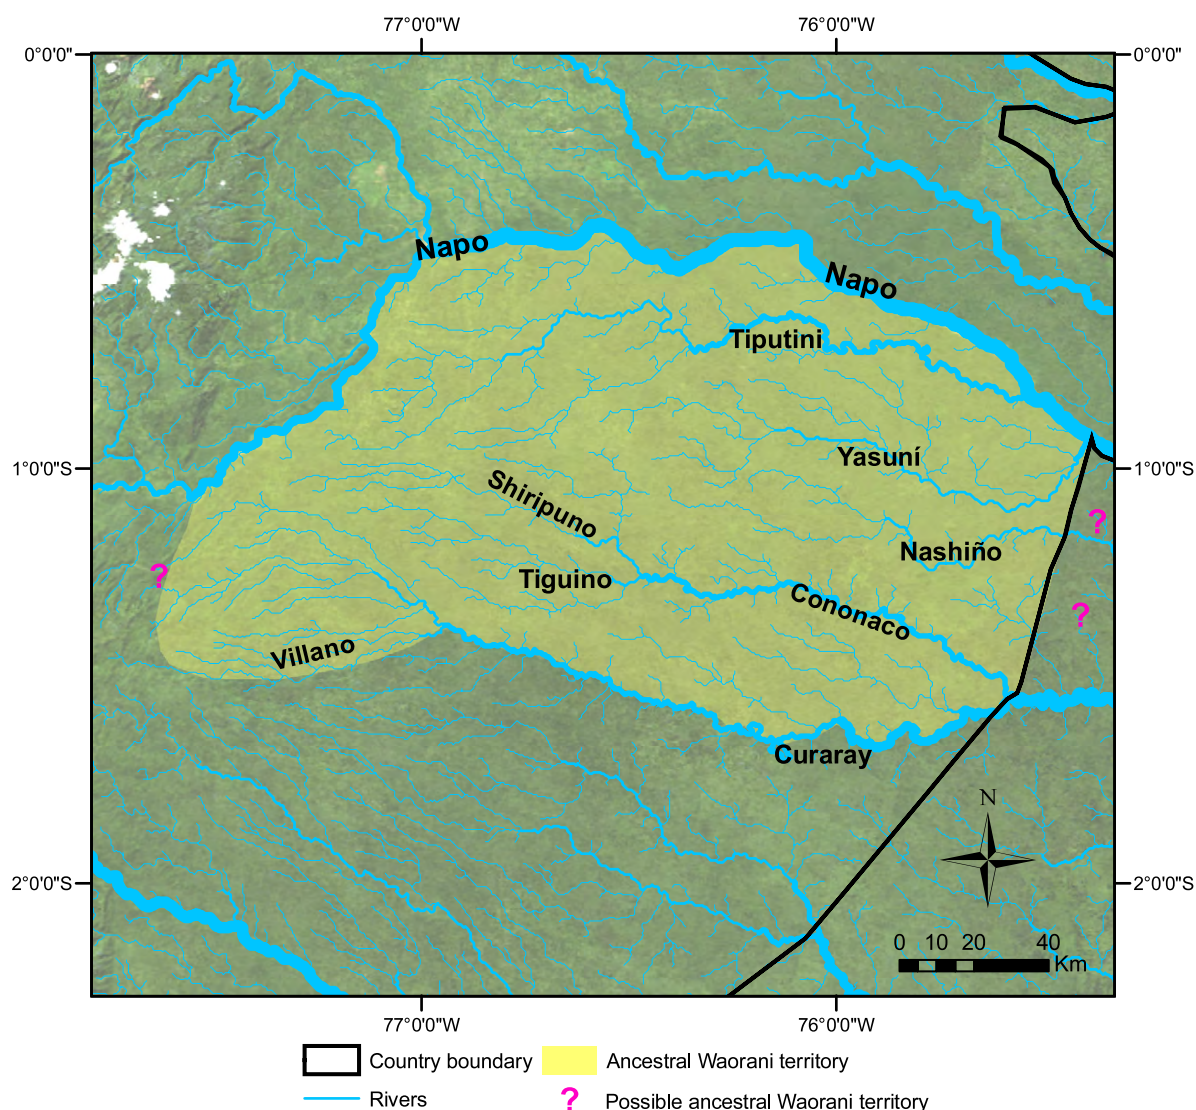 77°0'0"W 76°0'0"W
0°0'0" 0°0'0"
Napo
Napo
Tiputini
Yasuní
1°0'0"S 1°0'0"S
Shiripuno
?
Nashiño
Tiguino
?
Cononaco
?
Villano
Curaray
N
2°0'0"S 2°0'0"S
0 10 20 40
Km
77°0'0"W 76°0'0"W
Country boundary Ancestral Waorani territory
Rivers ? Possible ancestral Waorani territory